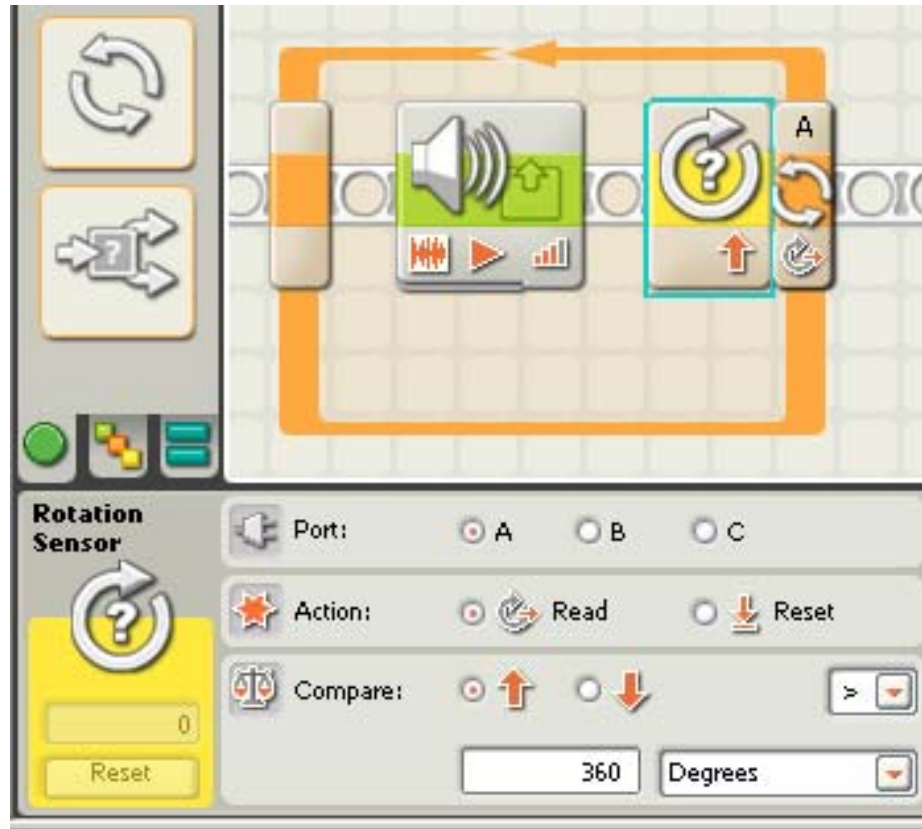 A
Rotation
Sensor
0
Reset
Port: A B C
Action: Read Reset
Compare: >
360 Degrees